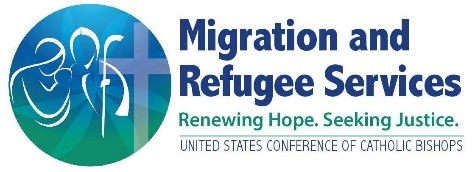 Migration and
Refugee Services
Renewing Hope. Seeking Justice.
UNITED STATES CONFERENCE OF CATHOLIC BISHOPS